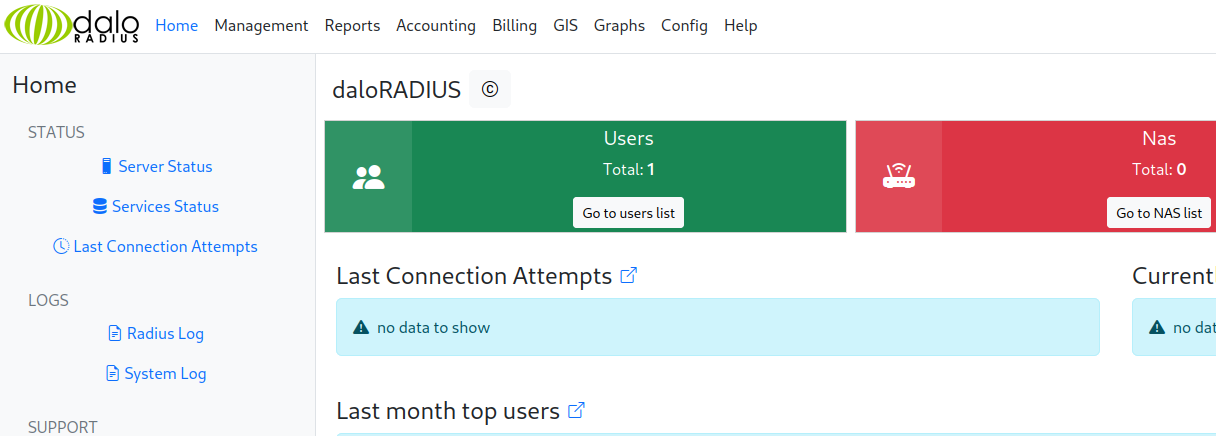 dalo
RADIUS
Home Management Reports Accounting Billing GIS Graphs Config Help
Home
STATUS
Server Status
Services Status
Last Connection Attempts
LOGS
Radius Log
System Log
SUPPORT
daloRADIUS ©
Users
Total: 1
Go to users list
Nas
Total: 0
Go to NAS list
Last Connection Attempts
no data to show
Current
no dat
Last month top users